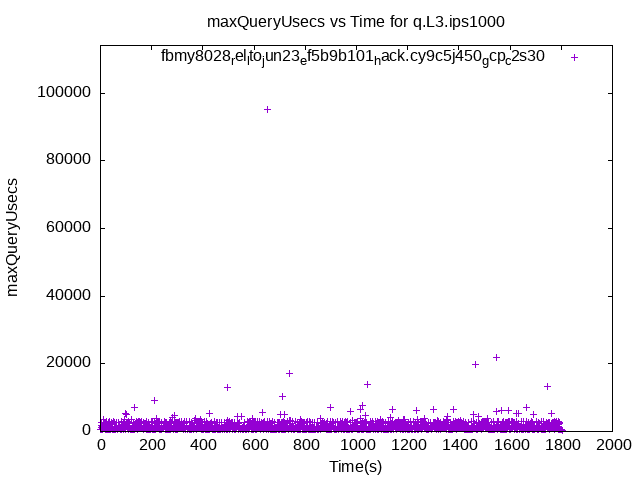 maxQueryUsecs vs Time for q.L3.ips1000
fbmy8028relltojun23ef5b9b101hack.cy9c5j450gcpc2s30
100000
80000
60000
40000
20000
0
maxQueryUsecs
0 200 400 600 800 1000 1200 1400 1600 1800 2000
Time(s)